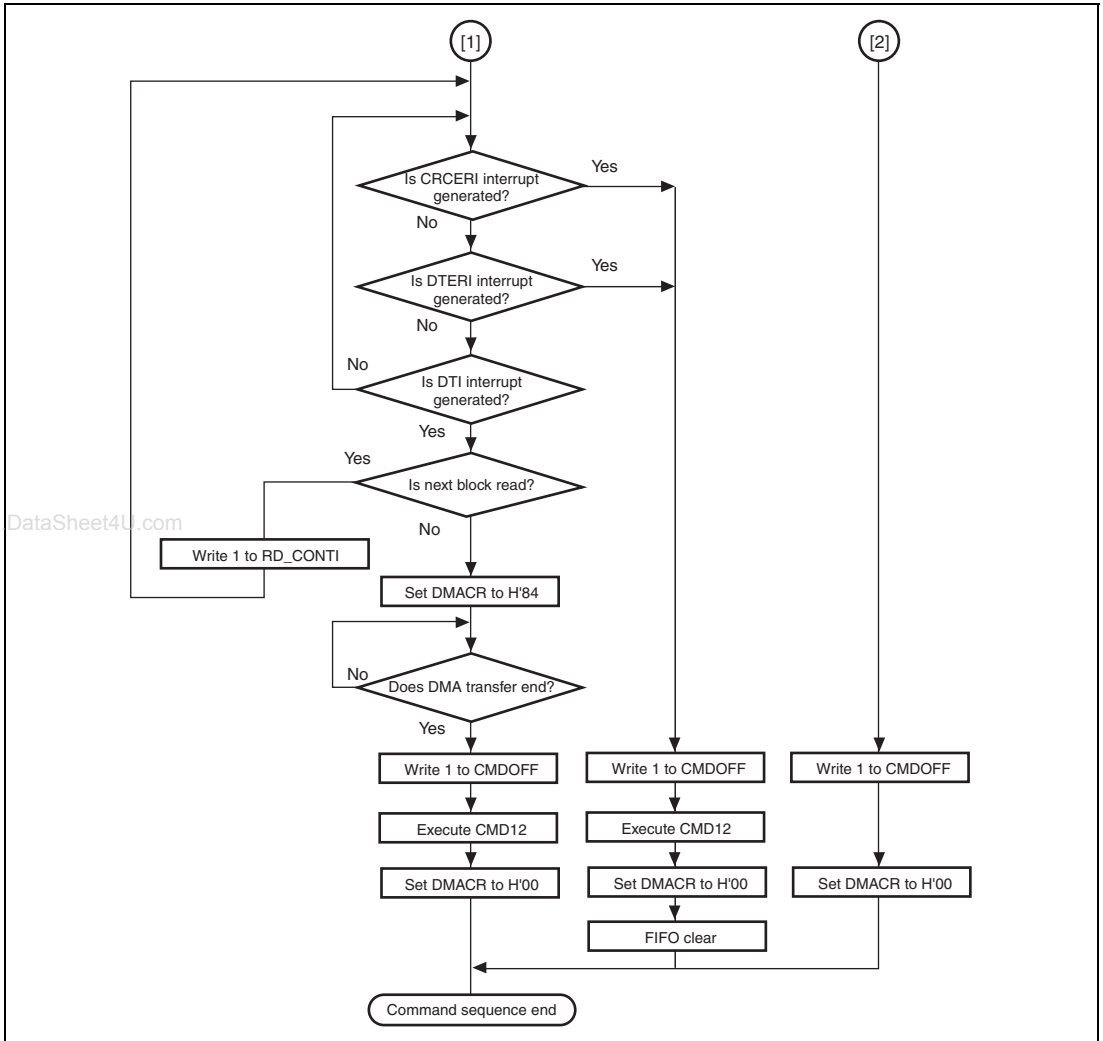 [1]
[2]
Is CRCERI interrupt
generated?
Yes
No
Is DTERI interrupt
generated?
Yes
No
No
Is DTI interrupt
generated?
Yes
Yes
Is next block read?
No
DataSheet4U.com
Write 1 to RD_CONTI
Set DMACR to H'84
No
Does DMA transfer end?
Yes
Write 1 to CMDOFF
Write 1 to CMDOFF
Write 1 to CMDOFF
Execute CMD12
Execute CMD12
Set DMACR to H'00
Set DMACR to H'00
Set DMACR to H'00
FIFO clear
Command sequence end